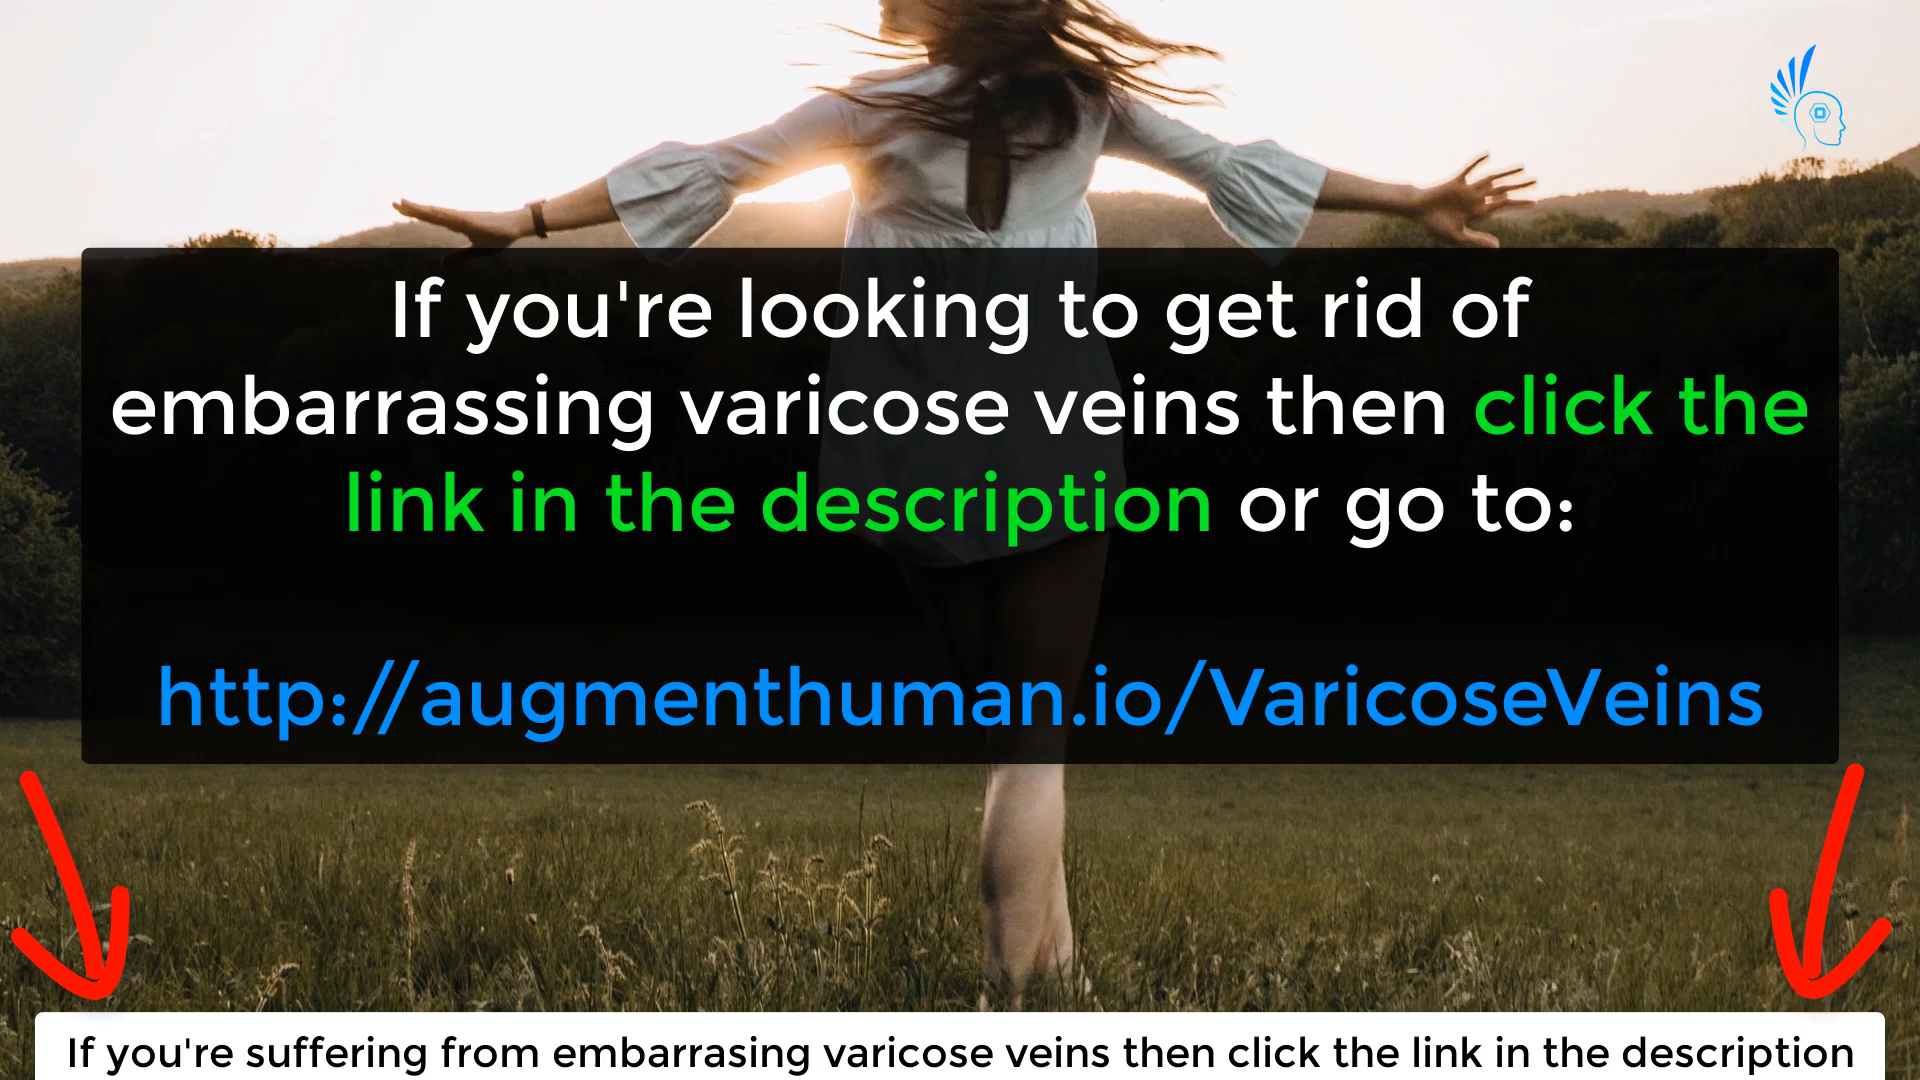 If you're looking to get rid of
embarrassing varicose veins then click the
link in the description or go to:
http://augmenthuman.io/VaricoseVeins
If you're suffering from embarrasing varicose veins then click the link in the description